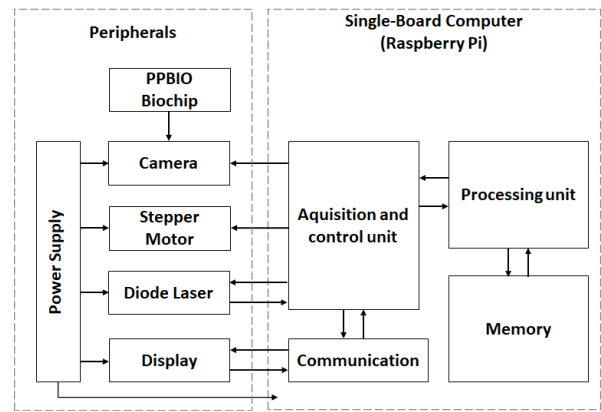 Peripherals
Single-Board Computer
(Raspberry Pi)
PPBIO
Biochip
Camera
Stepper
Motor
Diode Laser
Display
Power Supply
Aquisition and
control unit
Communication
Processing unit
Memory